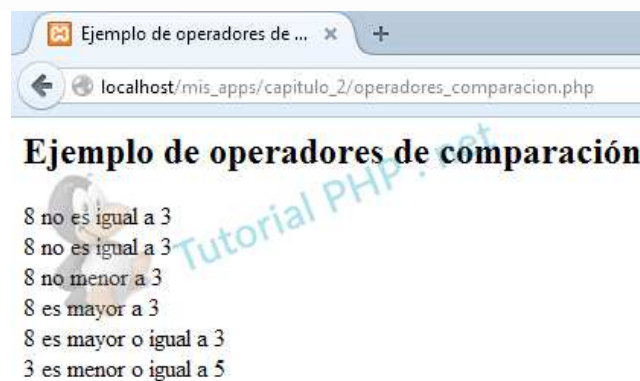 Ejemplo de operadores de ...
localhost/mis_apps/capitulo_2/operadores_comparacion.php
Ejemplo de operadores de comparación
Tutorial PHP . net
8 no es igual a 3
8 no es igual a 3
8 no menor a 3
8 es mayor a 3
8 es mayor o igual a 3
3 es menor o igual a 5